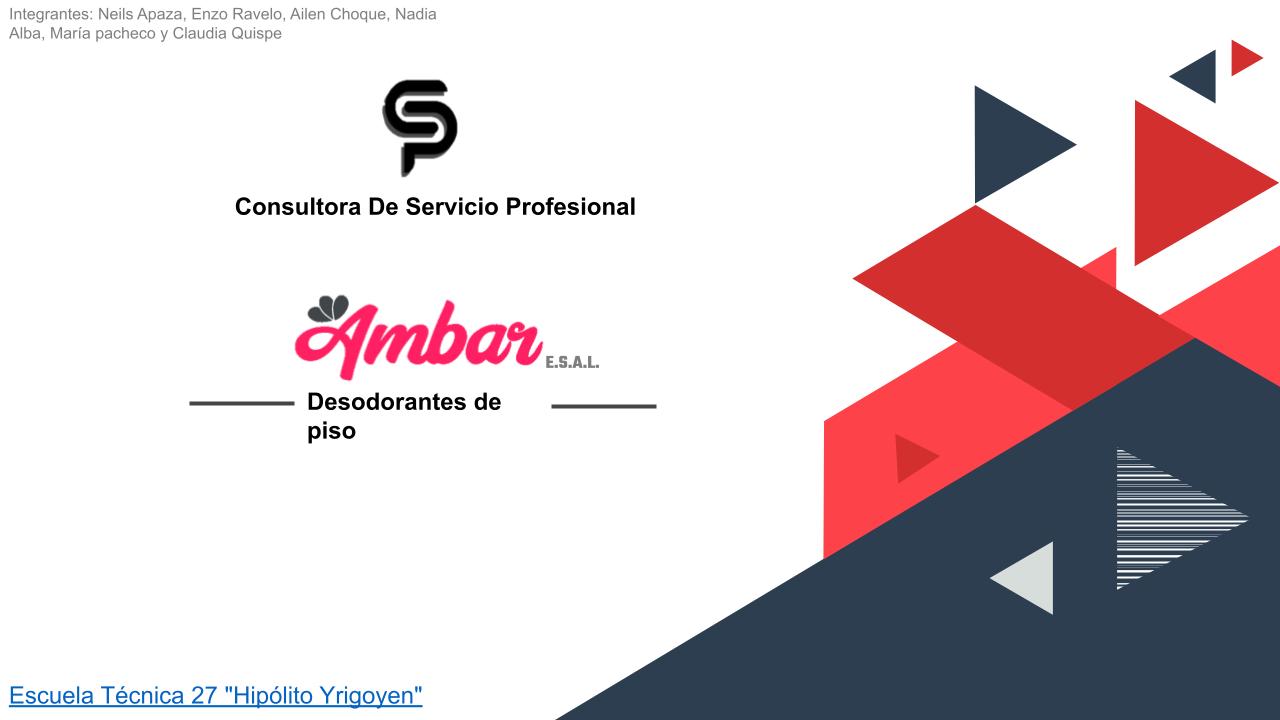 Integrantes: Neils Apaza, Enzo Ravelo, Ailen Choque, Nadia
Alba, María pacheco y Claudia Quispe
SP
Consultora De Servicio Profesional
Ambar E.S.A.L.
Desodorantes de
piso
Escuela Técnica 27 "Hipólito Yrigoyen"